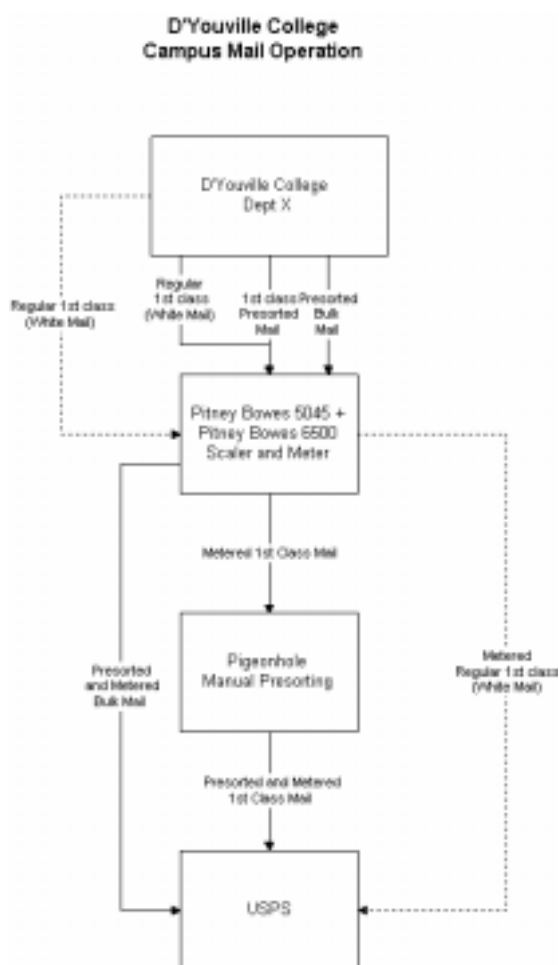 D'Youville College
Campus Mail Operation
D'Youville College
Dept X
Regular 1st class
(White Mail)
Regular
1st class
(White Mail)
1st class
Presorted
Mail
Presorted
Bulk
Mail
Pitney Bowes 5045 +
Pitney Bowes 6500
Scaler and Meter
Metered 1st Class Mail
Pigeonhole
Manual Presorting
Presorted
and Metered
Bulk Mail
Metered
Regular 1st class
(White Mail)
Presorted and Metered
1st Class Mail
USPS